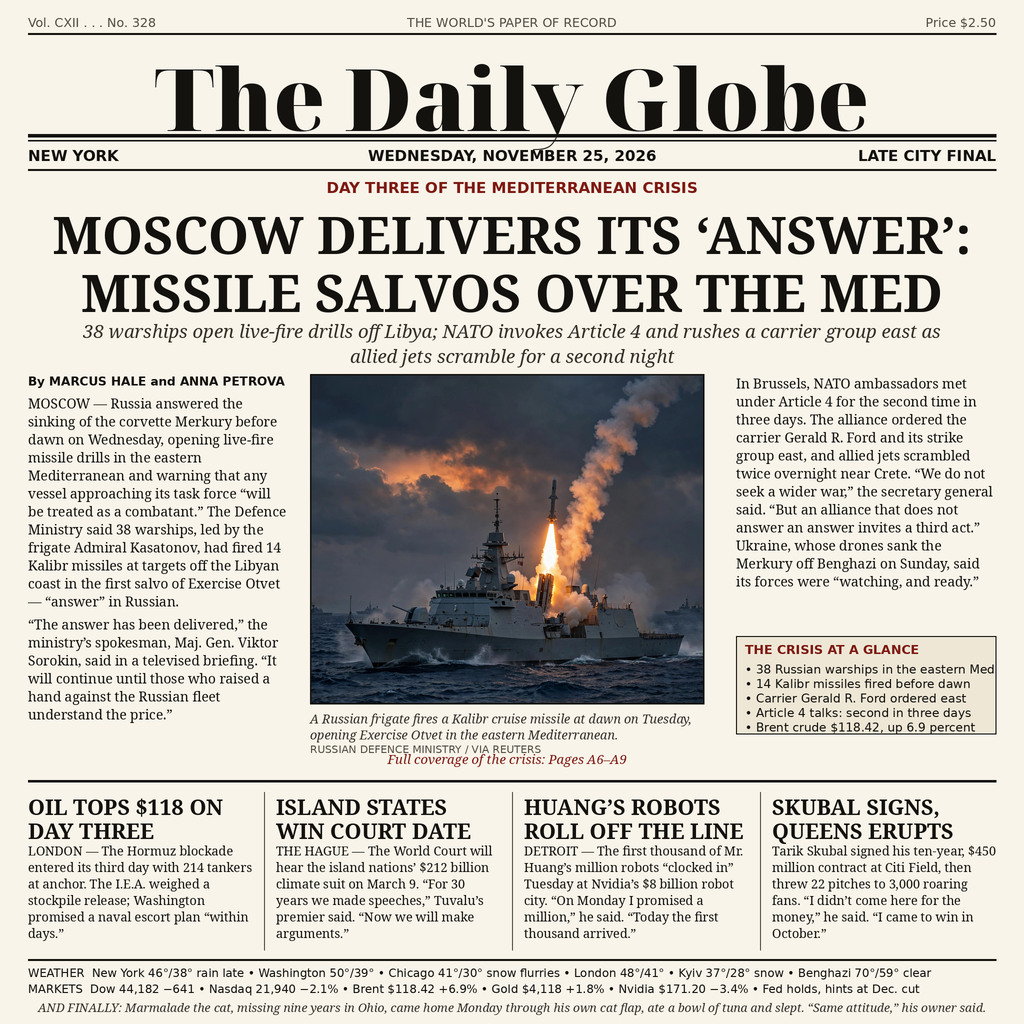 Vol. CXII . . . No. 328
THE WORLD'S PAPER OF RECORD
Price $2.50
The Daily Globe
NEW YORK
WEDNESDAY, NOVEMBER 25, 2026
LATE CITY FINAL
DAY THREE OF THE MEDITERRANEAN CRISIS
MOSCOW DELIVERS ITS ‘ANSWER’:
MISSILE SALVOS OVER THE MED
38 warships open live-fire drills off Libya; NATO invokes Article 4 and rushes a carrier group east as
allied jets scramble for a second night
By MARCUS HALE and ANNA PETROVA
MOSCOW — Russia answered the
sinking of the corvette Merkury before
dawn on Wednesday, opening live-fire
missile drills in the eastern
Mediterranean and warning that any
vessel approaching its task force “will
be treated as a combatant.” The Defence
Ministry said 38 warships, led by the
frigate Admiral Kasatonov, had fired 14
Kalibr missiles at targets off the Libyan
coast in the first salvo of Exercise Otvet
— “answer” in Russian.
“The answer has been delivered,” the
ministry’s spokesman, Maj. Gen. Viktor
Sorokin, said in a televised briefing. “It
will continue until those who raised a
hand against the Russian fleet
understand the price.”
A Russian frigate fires a Kalibr cruise missile at dawn on Tuesday,
opening Exercise Otvet in the eastern Mediterranean.
RUSSIAN DEFENCE MINISTRY / VIA REUTERS
Full coverage of the crisis: Pages A6–A9
In Brussels, NATO ambassadors met
under Article 4 for the second time in
three days. The alliance ordered the
carrier Gerald R. Ford and its strike
group east, and allied jets scrambled
twice overnight near Crete. “We do not
seek a wider war,” the secretary general
said. “But an alliance that does not
answer an answer invites a third act.”
Ukraine, whose drones sank the
Merkury off Benghazi on Sunday, said
its forces were “watching, and ready.”
THE CRISIS AT A GLANCE
• 38 Russian warships in the eastern Med
• 14 Kalibr missiles fired before dawn
• Carrier Gerald R. Ford ordered east
• Article 4 talks: second in three days
• Brent crude $118.42, up 6.9 percent
OIL TOPS $118 ON
DAY THREE
LONDON — The Hormuz blockade
entered its third day with 214 tankers
at anchor. The I.E.A. weighed a
stockpile release; Washington
promised a naval escort plan “within
days.”
ISLAND STATES
WIN COURT DATE
THE HAGUE — The World Court will
hear the island nations’ $212 billion
climate suit on March 9. “For 30
years we made speeches,” Tuvalu’s
premier said. “Now we will make
arguments.”
HUANG’S ROBOTS
ROLL OFF THE LINE
DETROIT — The first thousand of Mr.
Huang’s million robots “clocked in”
Tuesday at Nvidia’s $8 billion robot
city. “On Monday I promised a
million,” he said. “Today the first
thousand arrived.”
SKUBAL SIGNS,
QUEENS ERUPTS
Tarik Skubal signed his ten-year, $450
million contract at Citi Field, then
threw 22 pitches to 3,000 roaring
fans. “I didn’t come here for the
money,” he said. “I came to win in
October.”
WEATHER New York 46°/38° rain late • Washington 50°/39° • Chicago 41°/30° snow flurries • London 48°/41° • Kyiv 37°/28° snow • Benghazi 70°/59° clear
MARKETS Dow 44,182 −641 • Nasdaq 21,940 −2.1% • Brent $118.42 +6.9% • Gold $4,118 +1.8% • Nvidia $171.20 −3.4% • Fed holds, hints at Dec. cut
AND FINALLY: Marmalade the cat, missing nine years in Ohio, came home Monday through his own cat flap, ate a bowl of tuna and slept. “Same attitude,” his owner said.